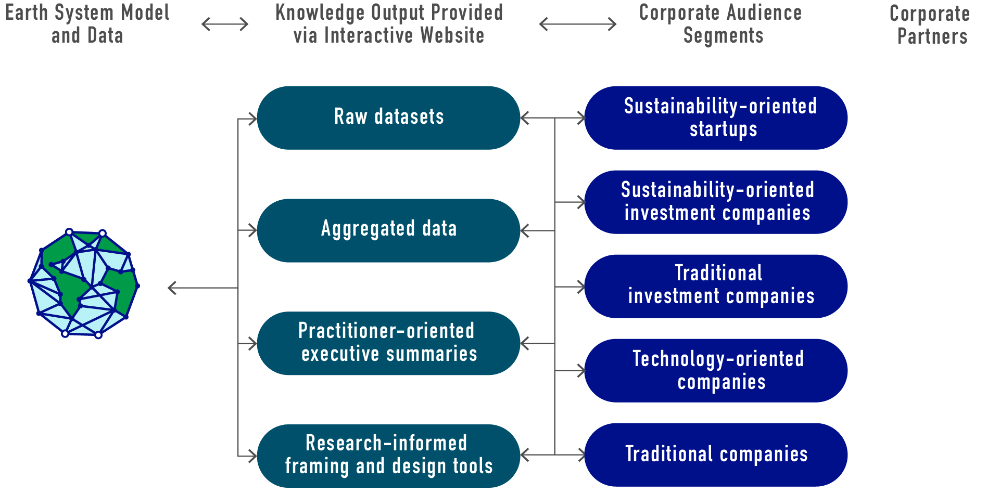 Earth System Model
and Data
Knowledge Output Provided
via Interactive Website
Corporate Audience
Segments
Corporate
Partners
Raw datasets
Aggregated data
Practitioner-oriented
executive summaries
Research-informed
framing and design tools
Sustainability-oriented
startups
Sustainability-oriented
investment companies
Traditional
investment companies
Technology-oriented
companies
Traditional companies